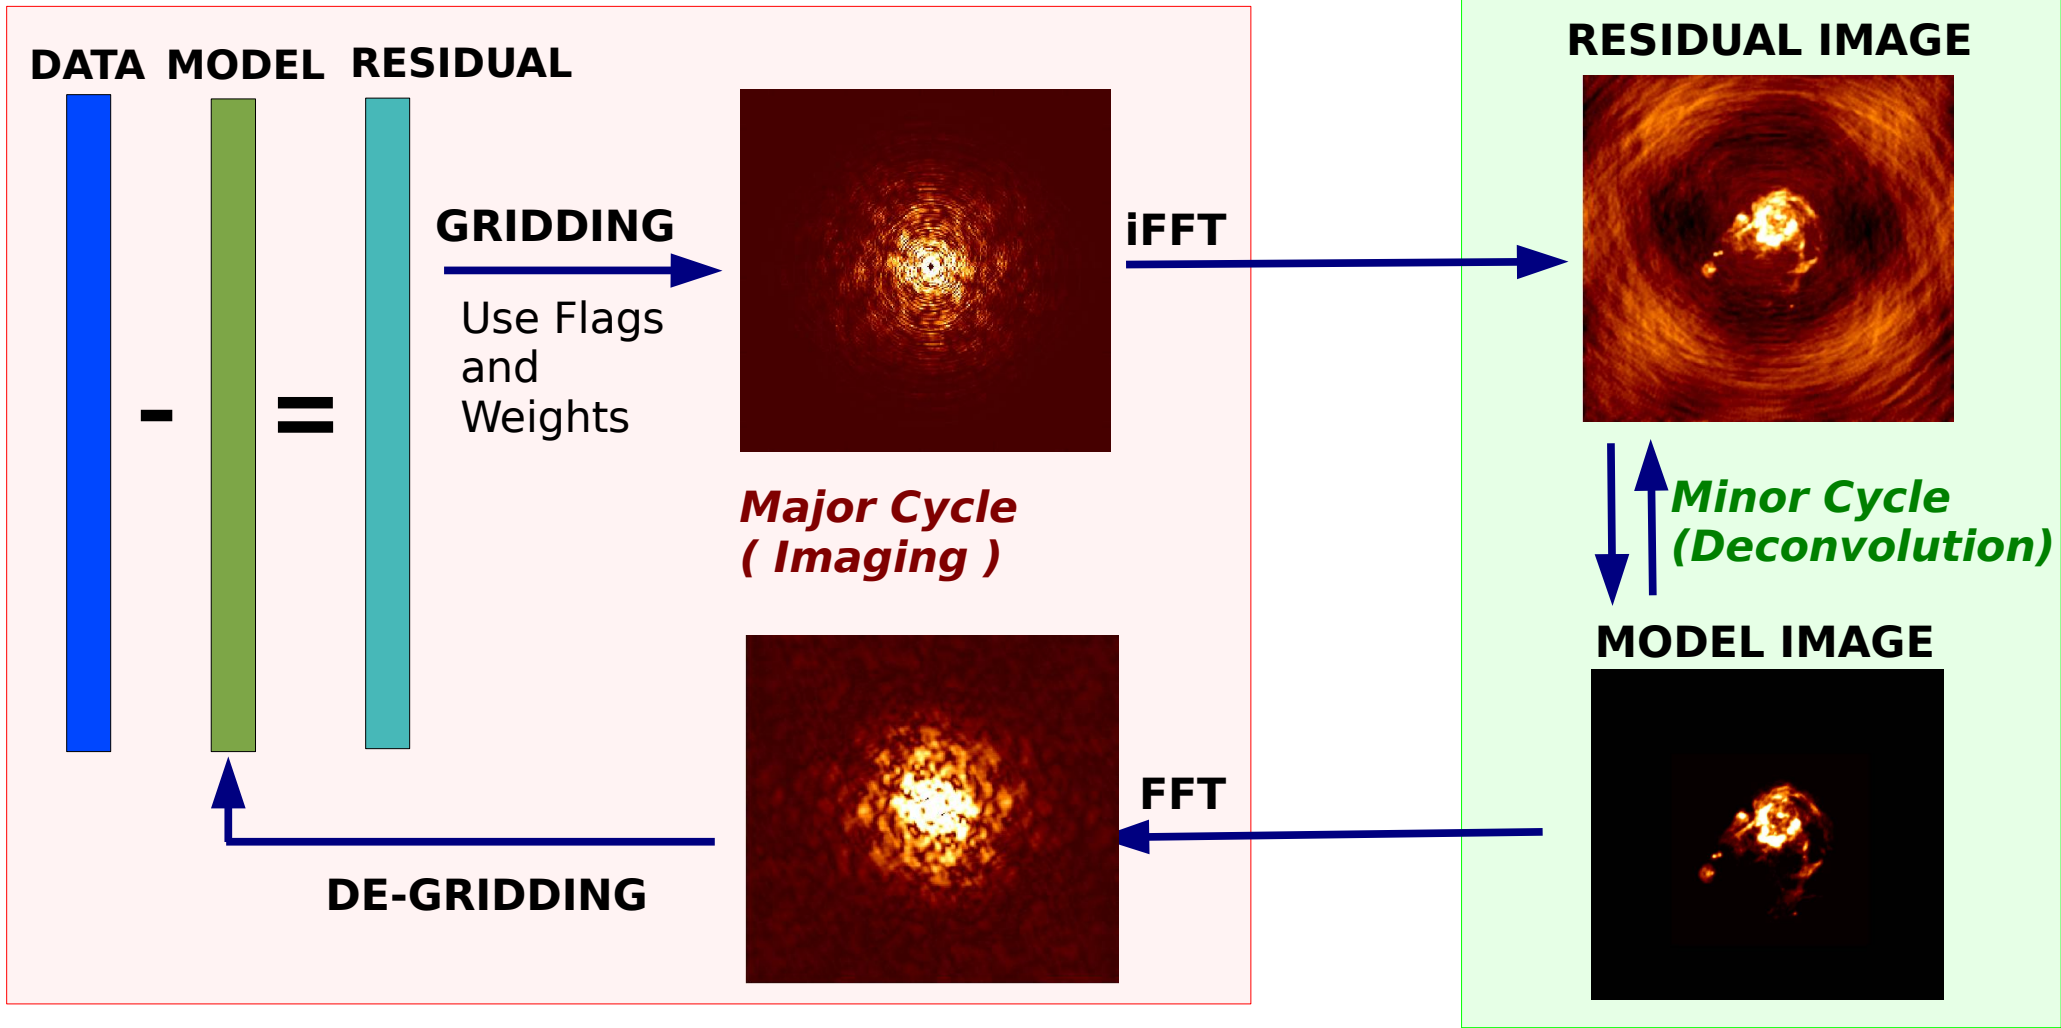 DATA MODEL RESIDUAL
-
=
GRIDDING
Use Flags
and
Weights
iFFT
RESIDUAL IMAGE
Major Cycle
( Imaging )
Minor Cycle
(Deconvolution)
MODEL IMAGE
FFT
DE-GRIDDING